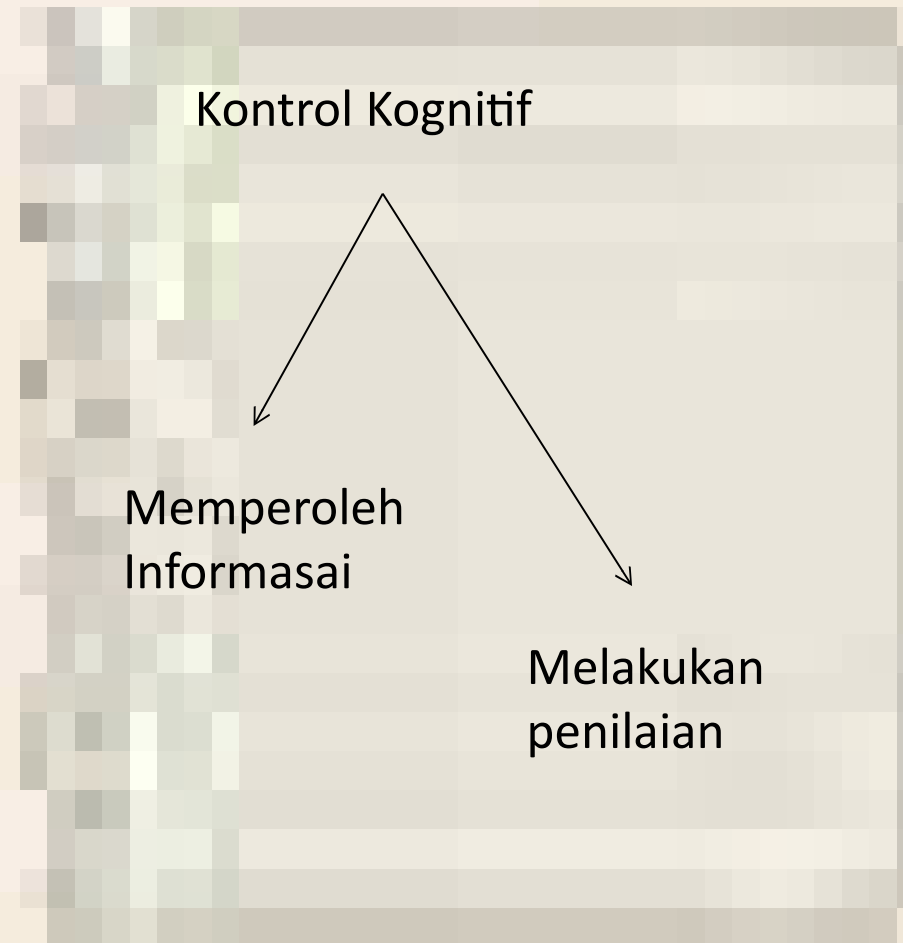 Kontrol Kognitif
Memperoleh
Informasai
Melakukan
penilaian